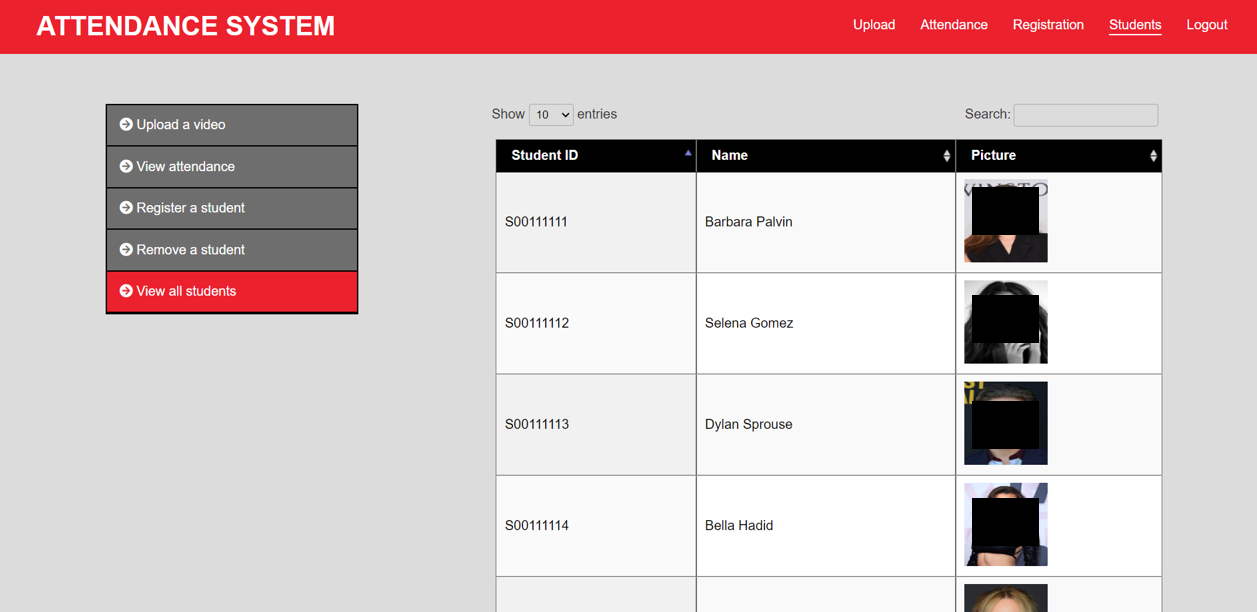 ATTENDANCE SYSTEM
Upload Attendance Registration Students Logout
Upload a video
View attendance
Register a student
Remove a student
View all students
Show 10 entries
Search:
Student ID Name Picture
S00111111 Barbara Palvin
S00111112 Selena Gomez
S00111113 Dylan Sprouse
S00111114 Bella Hadid